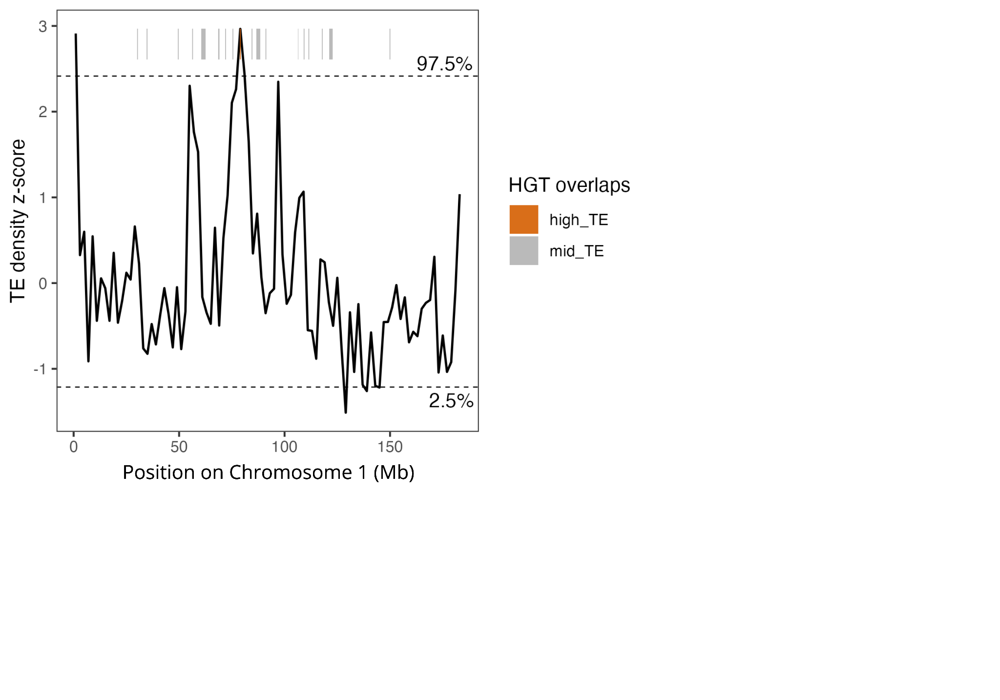 3
2
1
0
-1
TE density z-score
97.5%
2.5%
0 50 100 150
Position on Chromosome 1 (Mb)
HGT overlaps
high_TE
mid_TE